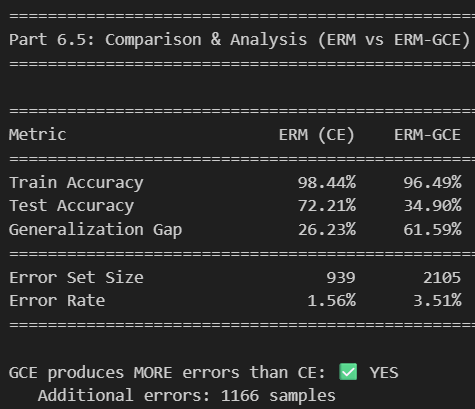 ================================================
Part 6.5: Comparison & Analysis (ERM vs ERM-GCE)
================================================
================================================
Metric ERM (CE) ERM-GCE
================================================
Train Accuracy 98.44% 96.49%
Test Accuracy 72.21% 34.90%
Generalization Gap 26.23% 61.59%
================================================
Error Set Size 939 2105
Error Rate 1.56% 3.51%
================================================
GCE produces MORE errors than CE: ✅ YES
Additional errors: 1166 samples